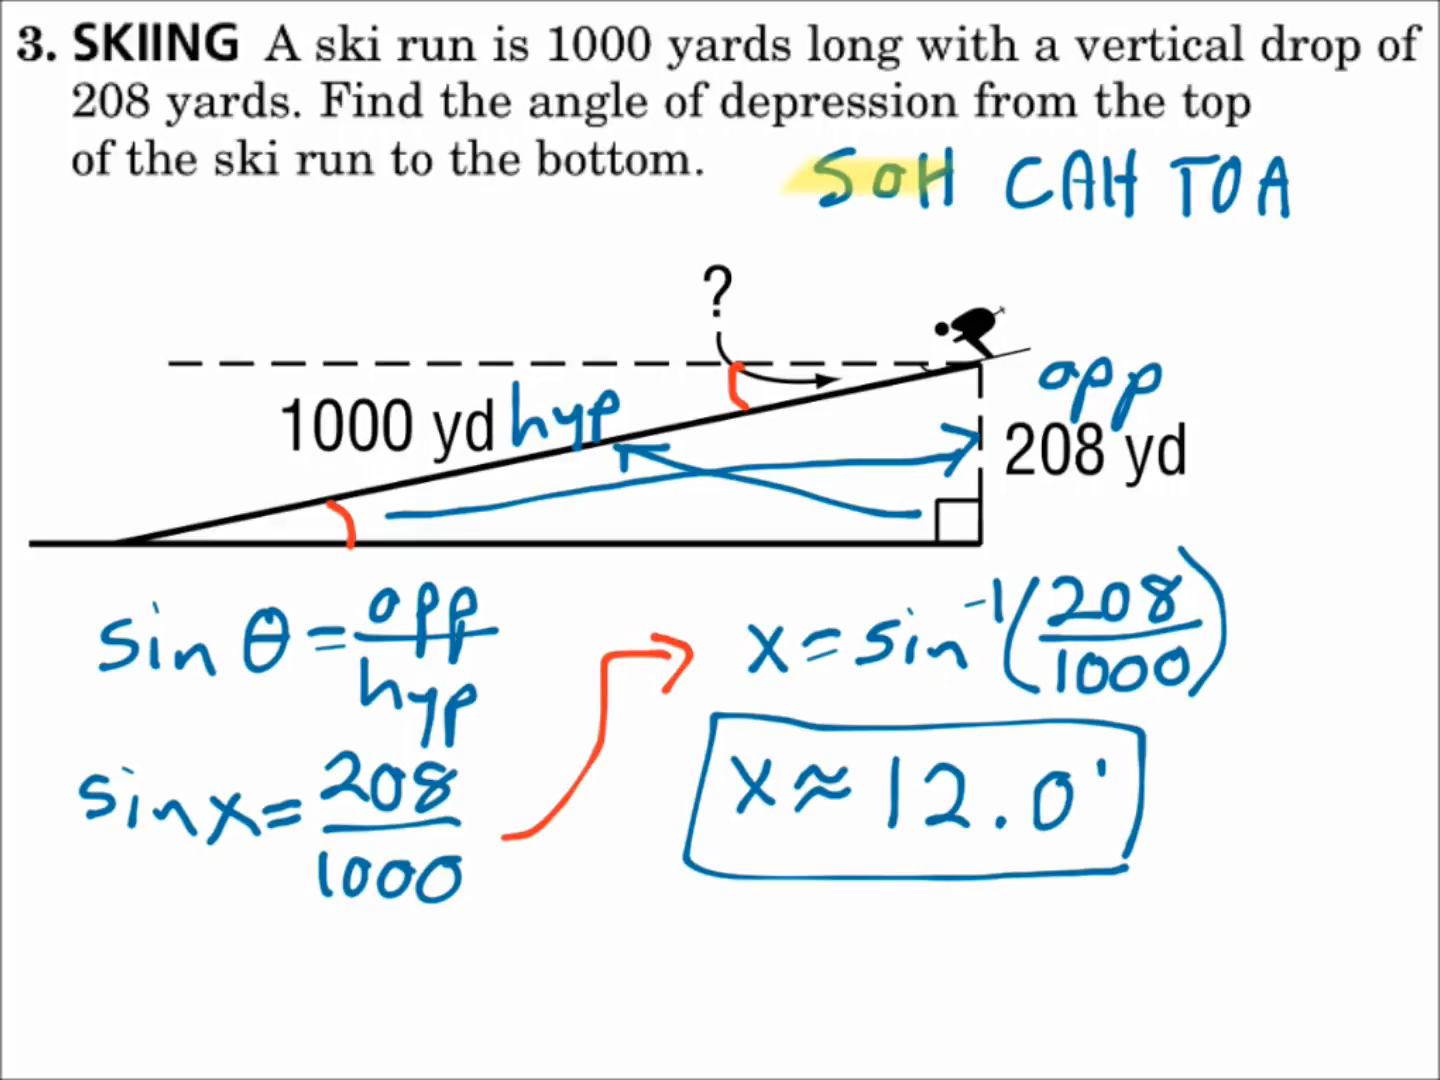 3. SKIING A ski run is 1000 yards long with a vertical drop of
208 yards. Find the angle of depression from the top
of the ski run to the bottom.
SOH CAH TOA
?
opp
1000 yd hyp
208 yd
sin θ = opp/hyp
x = sin⁻¹(208/1000)
sin x = 208/1000
x ≈ 12.0'